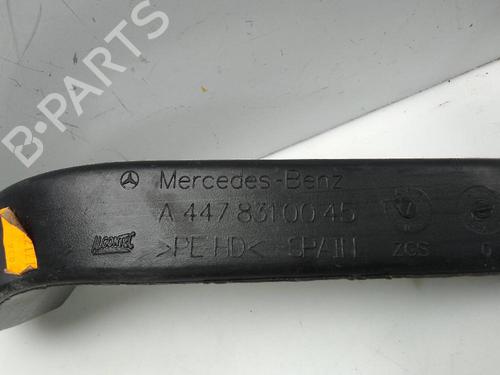 B-PARTS
Mercedes-Benz
A 447 831 00 45
>PE-HD< SPAIN
ZGS